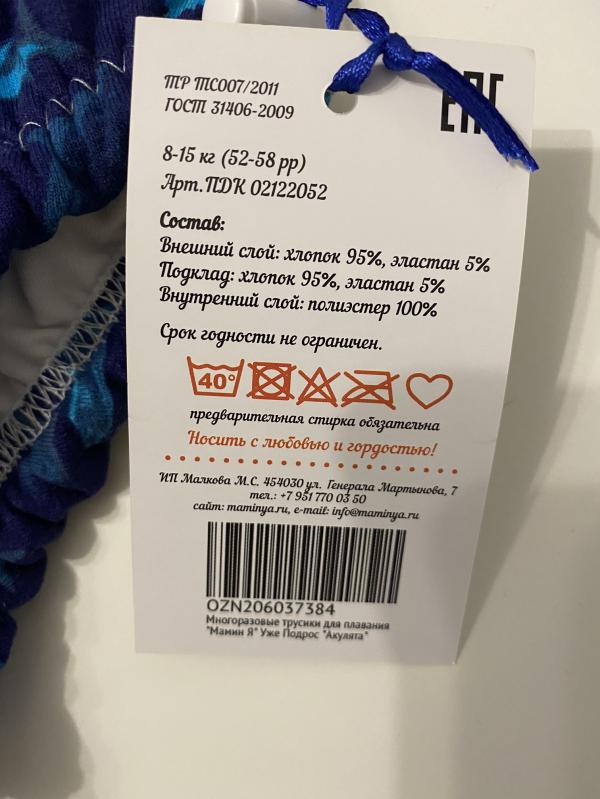 ТР ТС007/2011
ГОСТ 31406-2009
ЕАС
8-15 кг (52-58 рр)
Арт.ПДК 02122052
Состав:
Внешний слой: хлопок 95%, эластан 5%
Подклад: хлопок 95%, эластан 5%
Внутренний слой: полиэстер 100%
Срок годности не ограничен.
40°
предварительная стирка обязательна
Носить с любовью и гордостью!
ИП Малкова М.С. 454030 ул. Генерала Мартынова, 7
тел.: +7 951 770 03 50
сайт: maminya.ru, e-mail: info@maminya.ru
OZN206037384
Многоразовые трусики для плавания
"Мамин Я" Уже Подрос "Акулята"